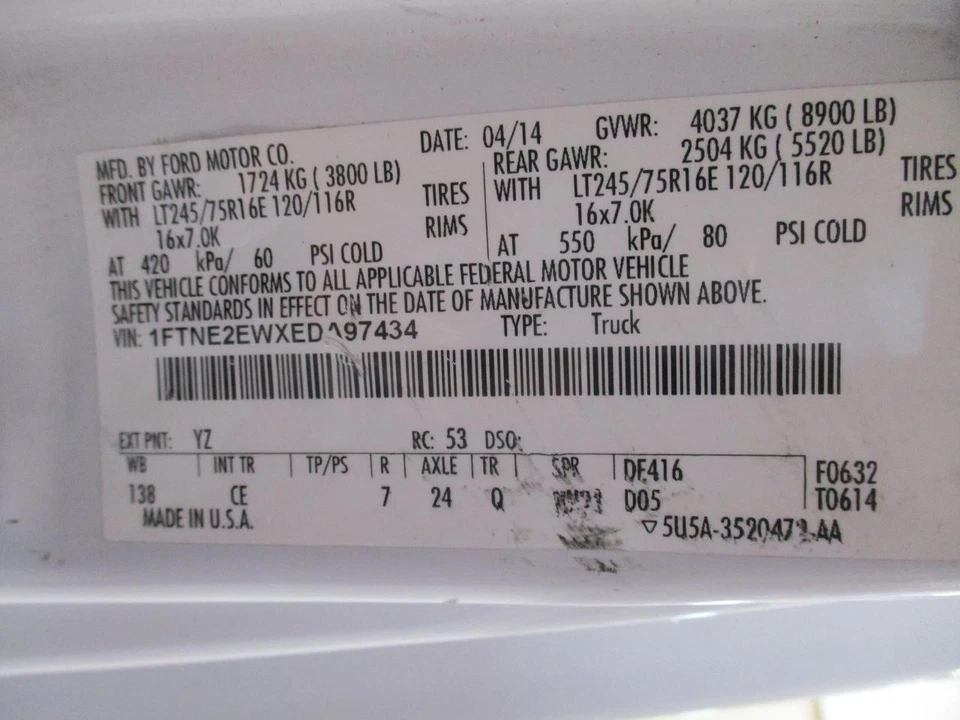 MFD. BY FORD MOTOR CO. DATE: 04/14 GVWR: 4037 KG ( 8900 LB)
FRONT GAWR: 1724 KG ( 3800 LB) REAR GAWR: 2504 KG ( 5520 LB)
WITH LT245/75R16E 120/116R TIRES WITH LT245/75R16E 120/116R TIRES
16x7.0K RIMS 16x7.0K RIMS
AT 420 kPa/ 60 PSI COLD AT 550 kPa/ 80 PSI COLD
THIS VEHICLE CONFORMS TO ALL APPLICABLE FEDERAL MOTOR VEHICLE
SAFETY STANDARDS IN EFFECT ON THE DATE OF MANUFACTURE SHOWN ABOVE.
VIN: 1FTNE2EWXEDA97434 TYPE: Truck
EXT PNT: YZ RC: 53 DSO:
WB INT TR TP/PS R AXLE TR SPR DE416 F0632
138 CE 7 24 Q D05 T0614
MADE IN U.S.A.